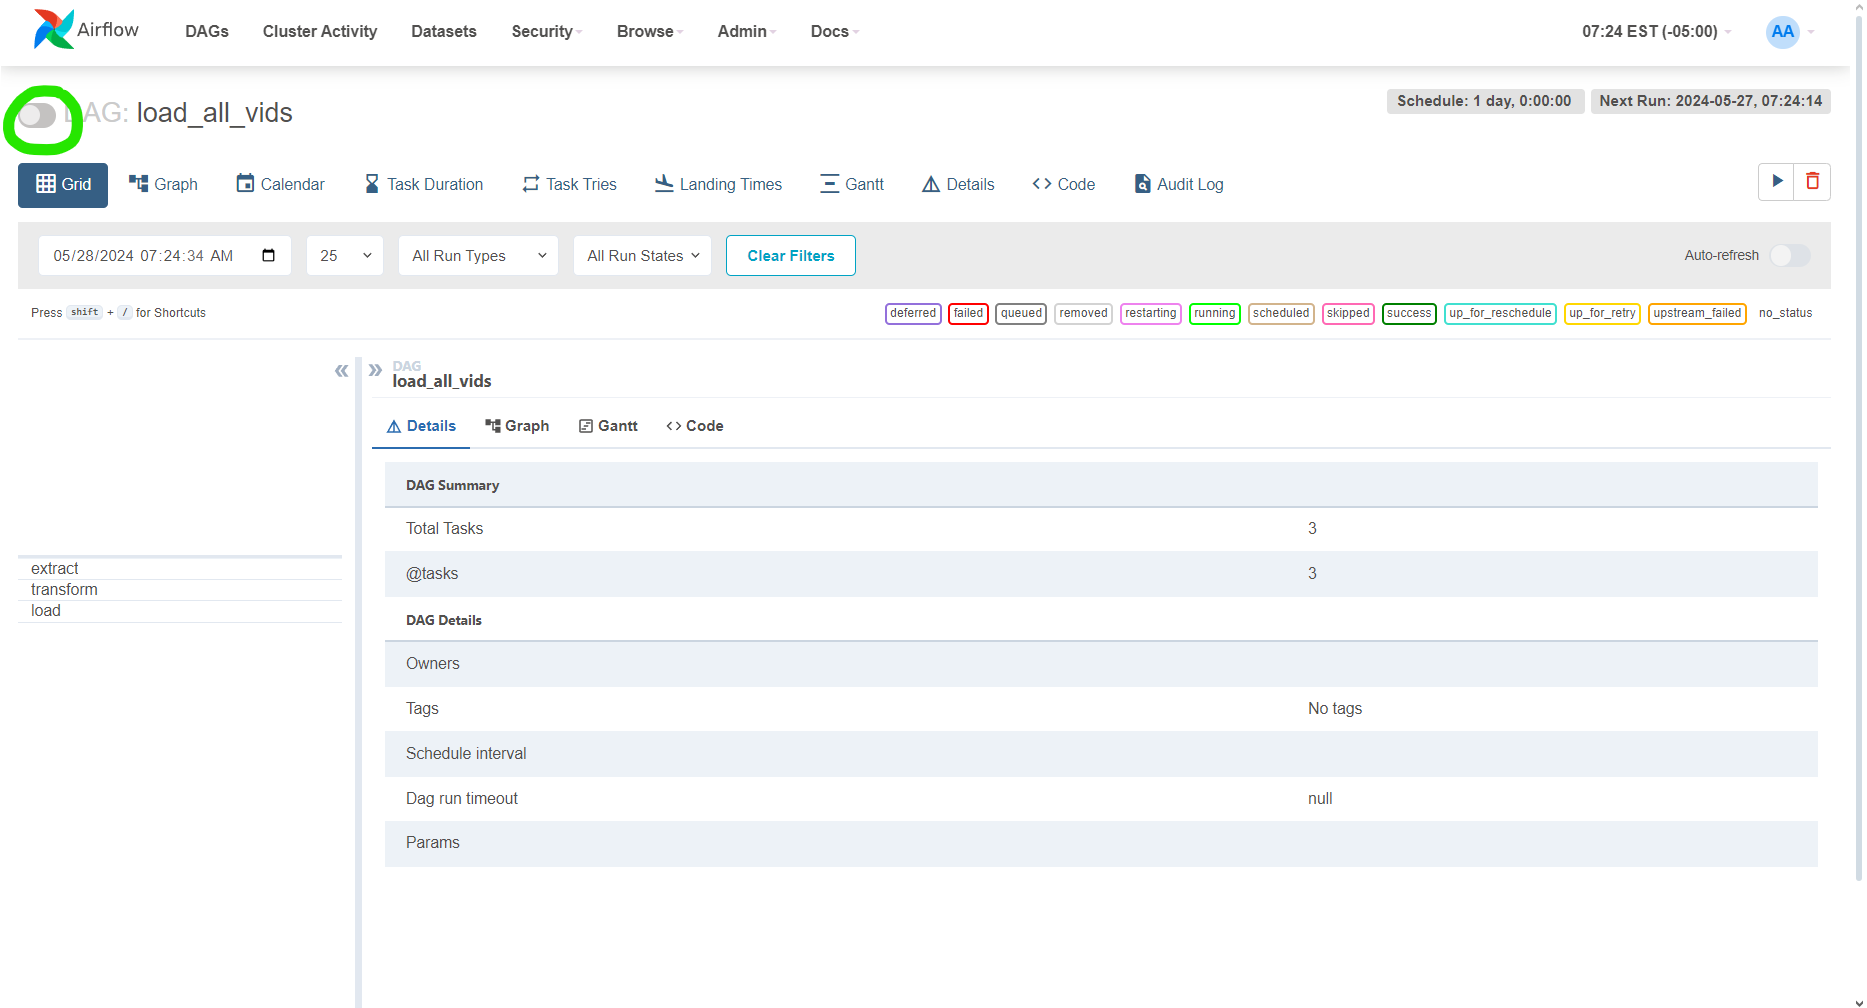 Airflow DAGs Cluster Activity Datasets Security Browse Admin Docs 07:24 EST (-05:00) AA
DAG: load_all_vids Schedule: 1 day, 0:00:00 Next Run: 2024-05-27, 07:24:14
Grid Graph Calendar Task Duration Task Tries Landing Times Gantt Details Code Audit Log
05/28/2024 07:24:34 AM 25 All Run Types All Run States Clear Filters Auto-refresh
Press shift + / for Shortcuts deferred failed queued removed restarting running scheduled skipped success up_for_reschedule up_for_retry upstream_failed no_status
DAG
load_all_vids
Details Graph Gantt Code
DAG Summary
Total Tasks 3
@tasks 3
DAG Details
Owners
Tags No tags
Schedule interval
Dag run timeout null
Params
extract
transform
load